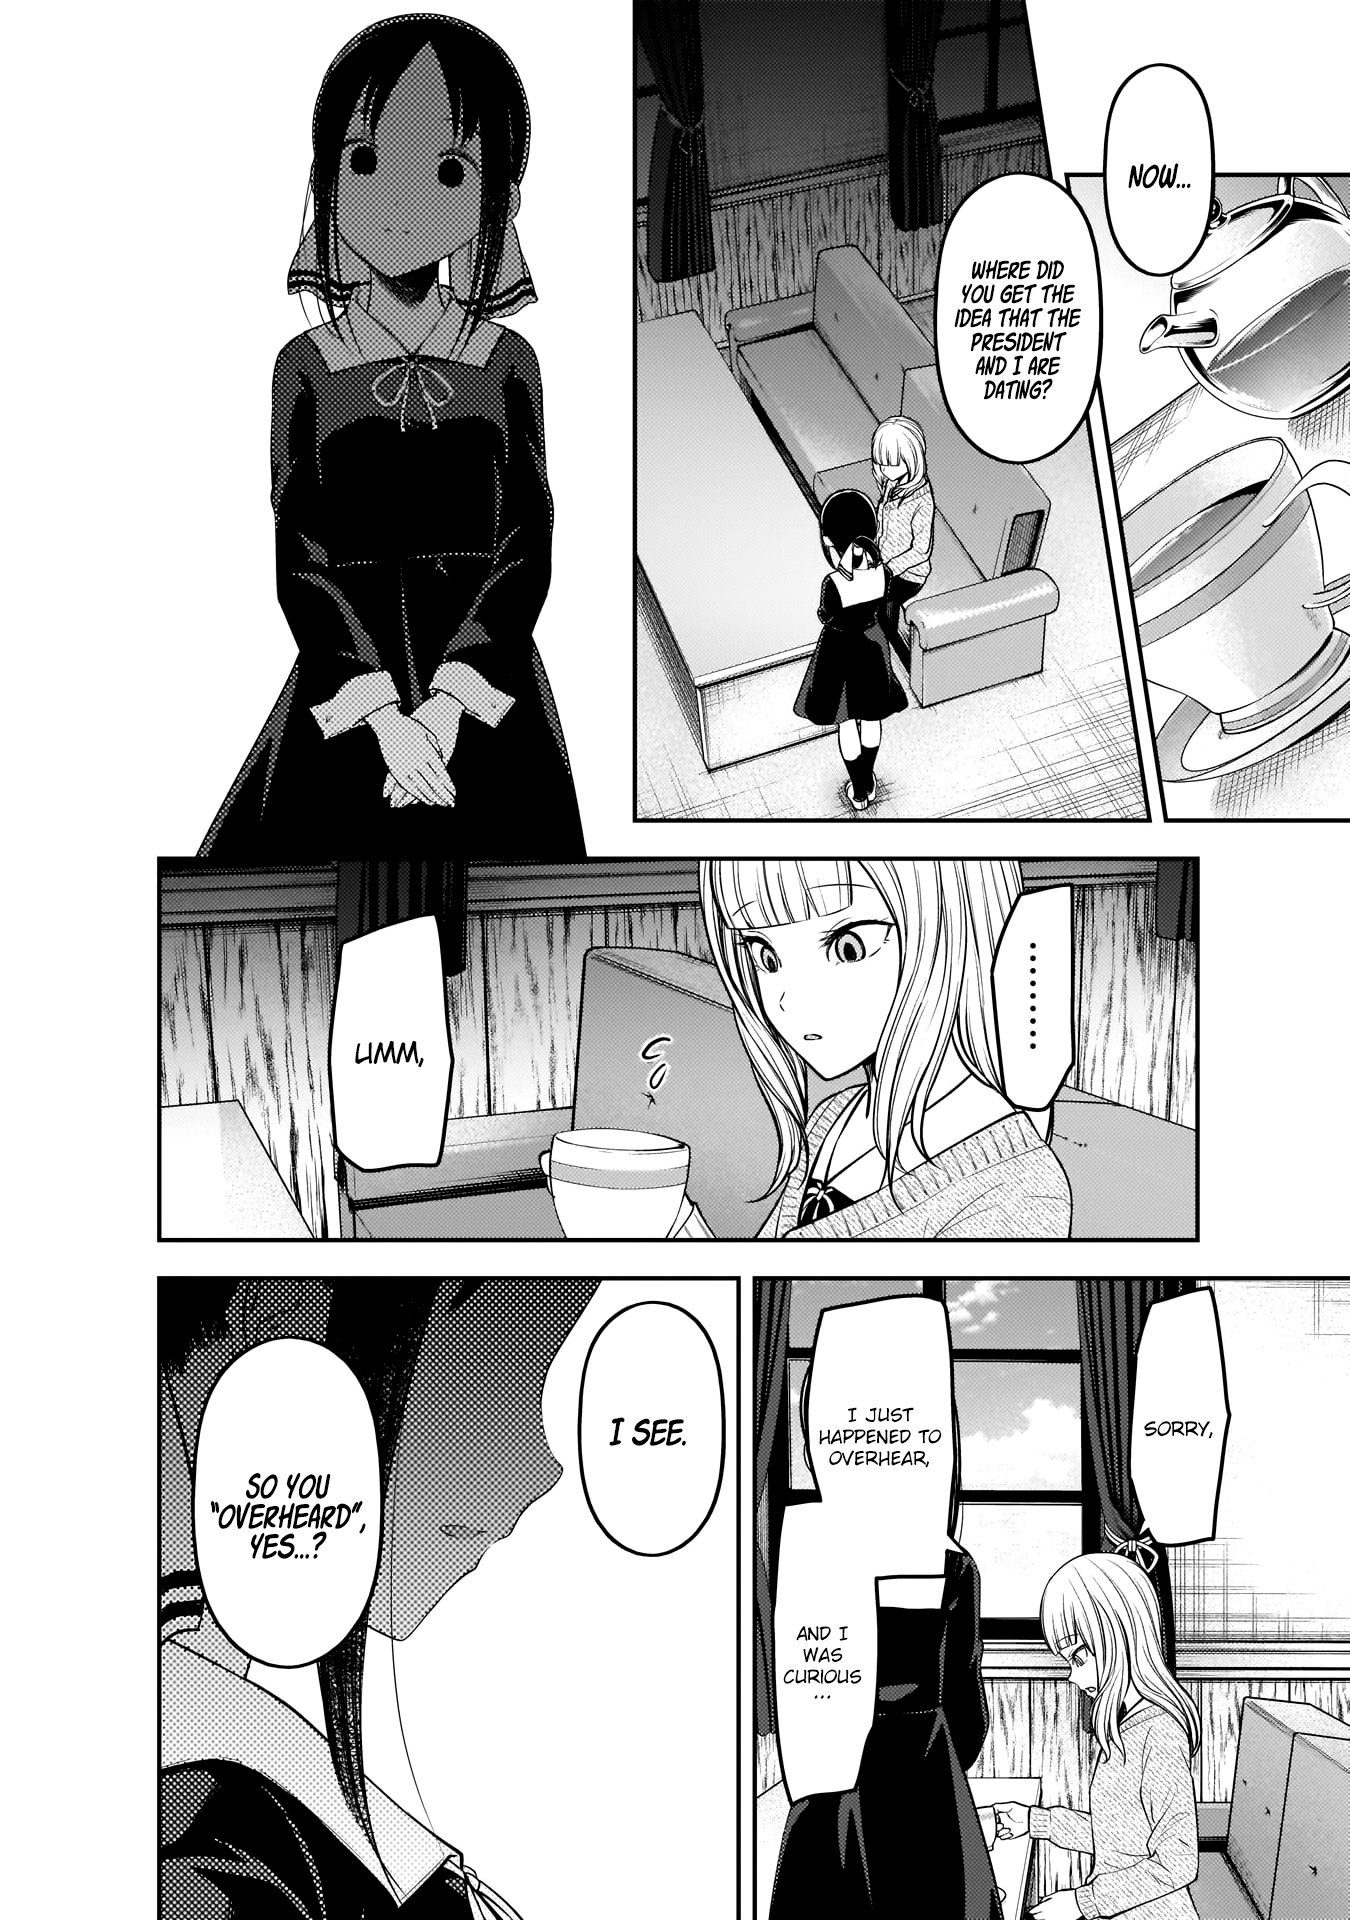 NOW...
WHERE DID
YOU GET THE
IDEA THAT THE
PRESIDENT
AND I ARE
DATING?
.........
UMM,
SORRY,
I JUST
HAPPENED TO
OVERHEAR,
AND I
WAS
CURIOUS
...
I SEE.
SO YOU
"OVERHEARD",
YES...?